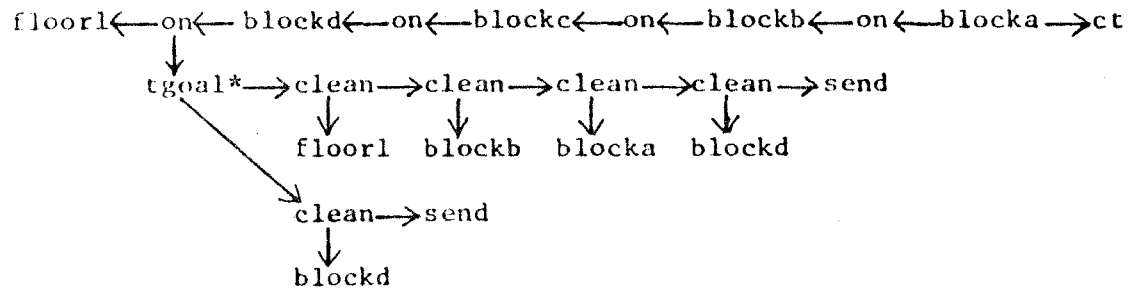 floorl on blockd on blockc on blockb on blocka ct
tgoal* clean clean clean clean send
floorl blockb blocka blockd
clean send
blockd